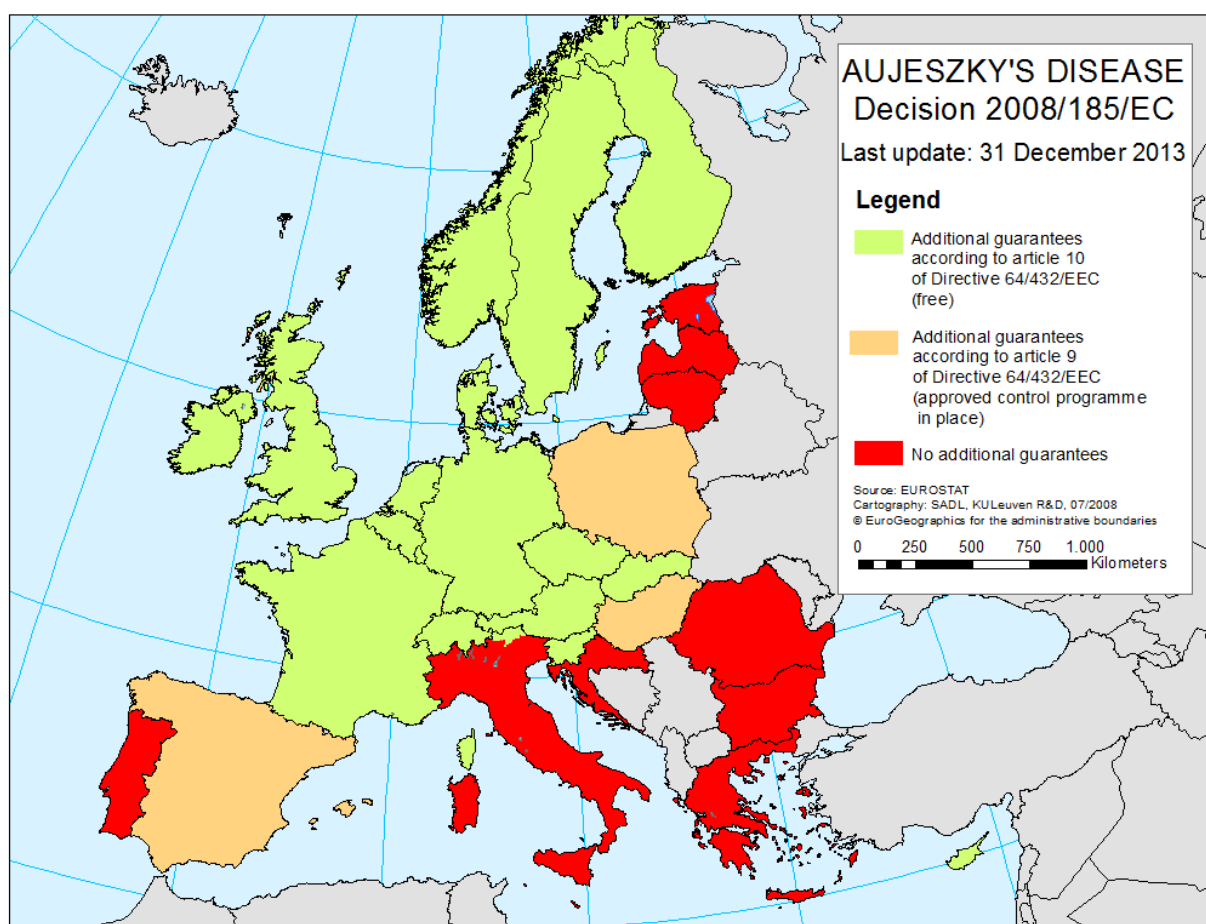 AUJESZKY'S DISEASE
Decision 2008/185/EC
Last update: 31 December 2013
Legend
Additional guarantees
according to article 10
of Directive 64/432/EEC
(free)
Additional guarantees
according to article 9
of Directive 64/432/EEC
(approved control programme
in place)
No additional guarantees
Source: EUROSTAT
Cartography: SADL, KULeuven R&D, 07/2008
© EuroGeographics for the administrative boundaries
0 250 500 750 1.000
Kilometers